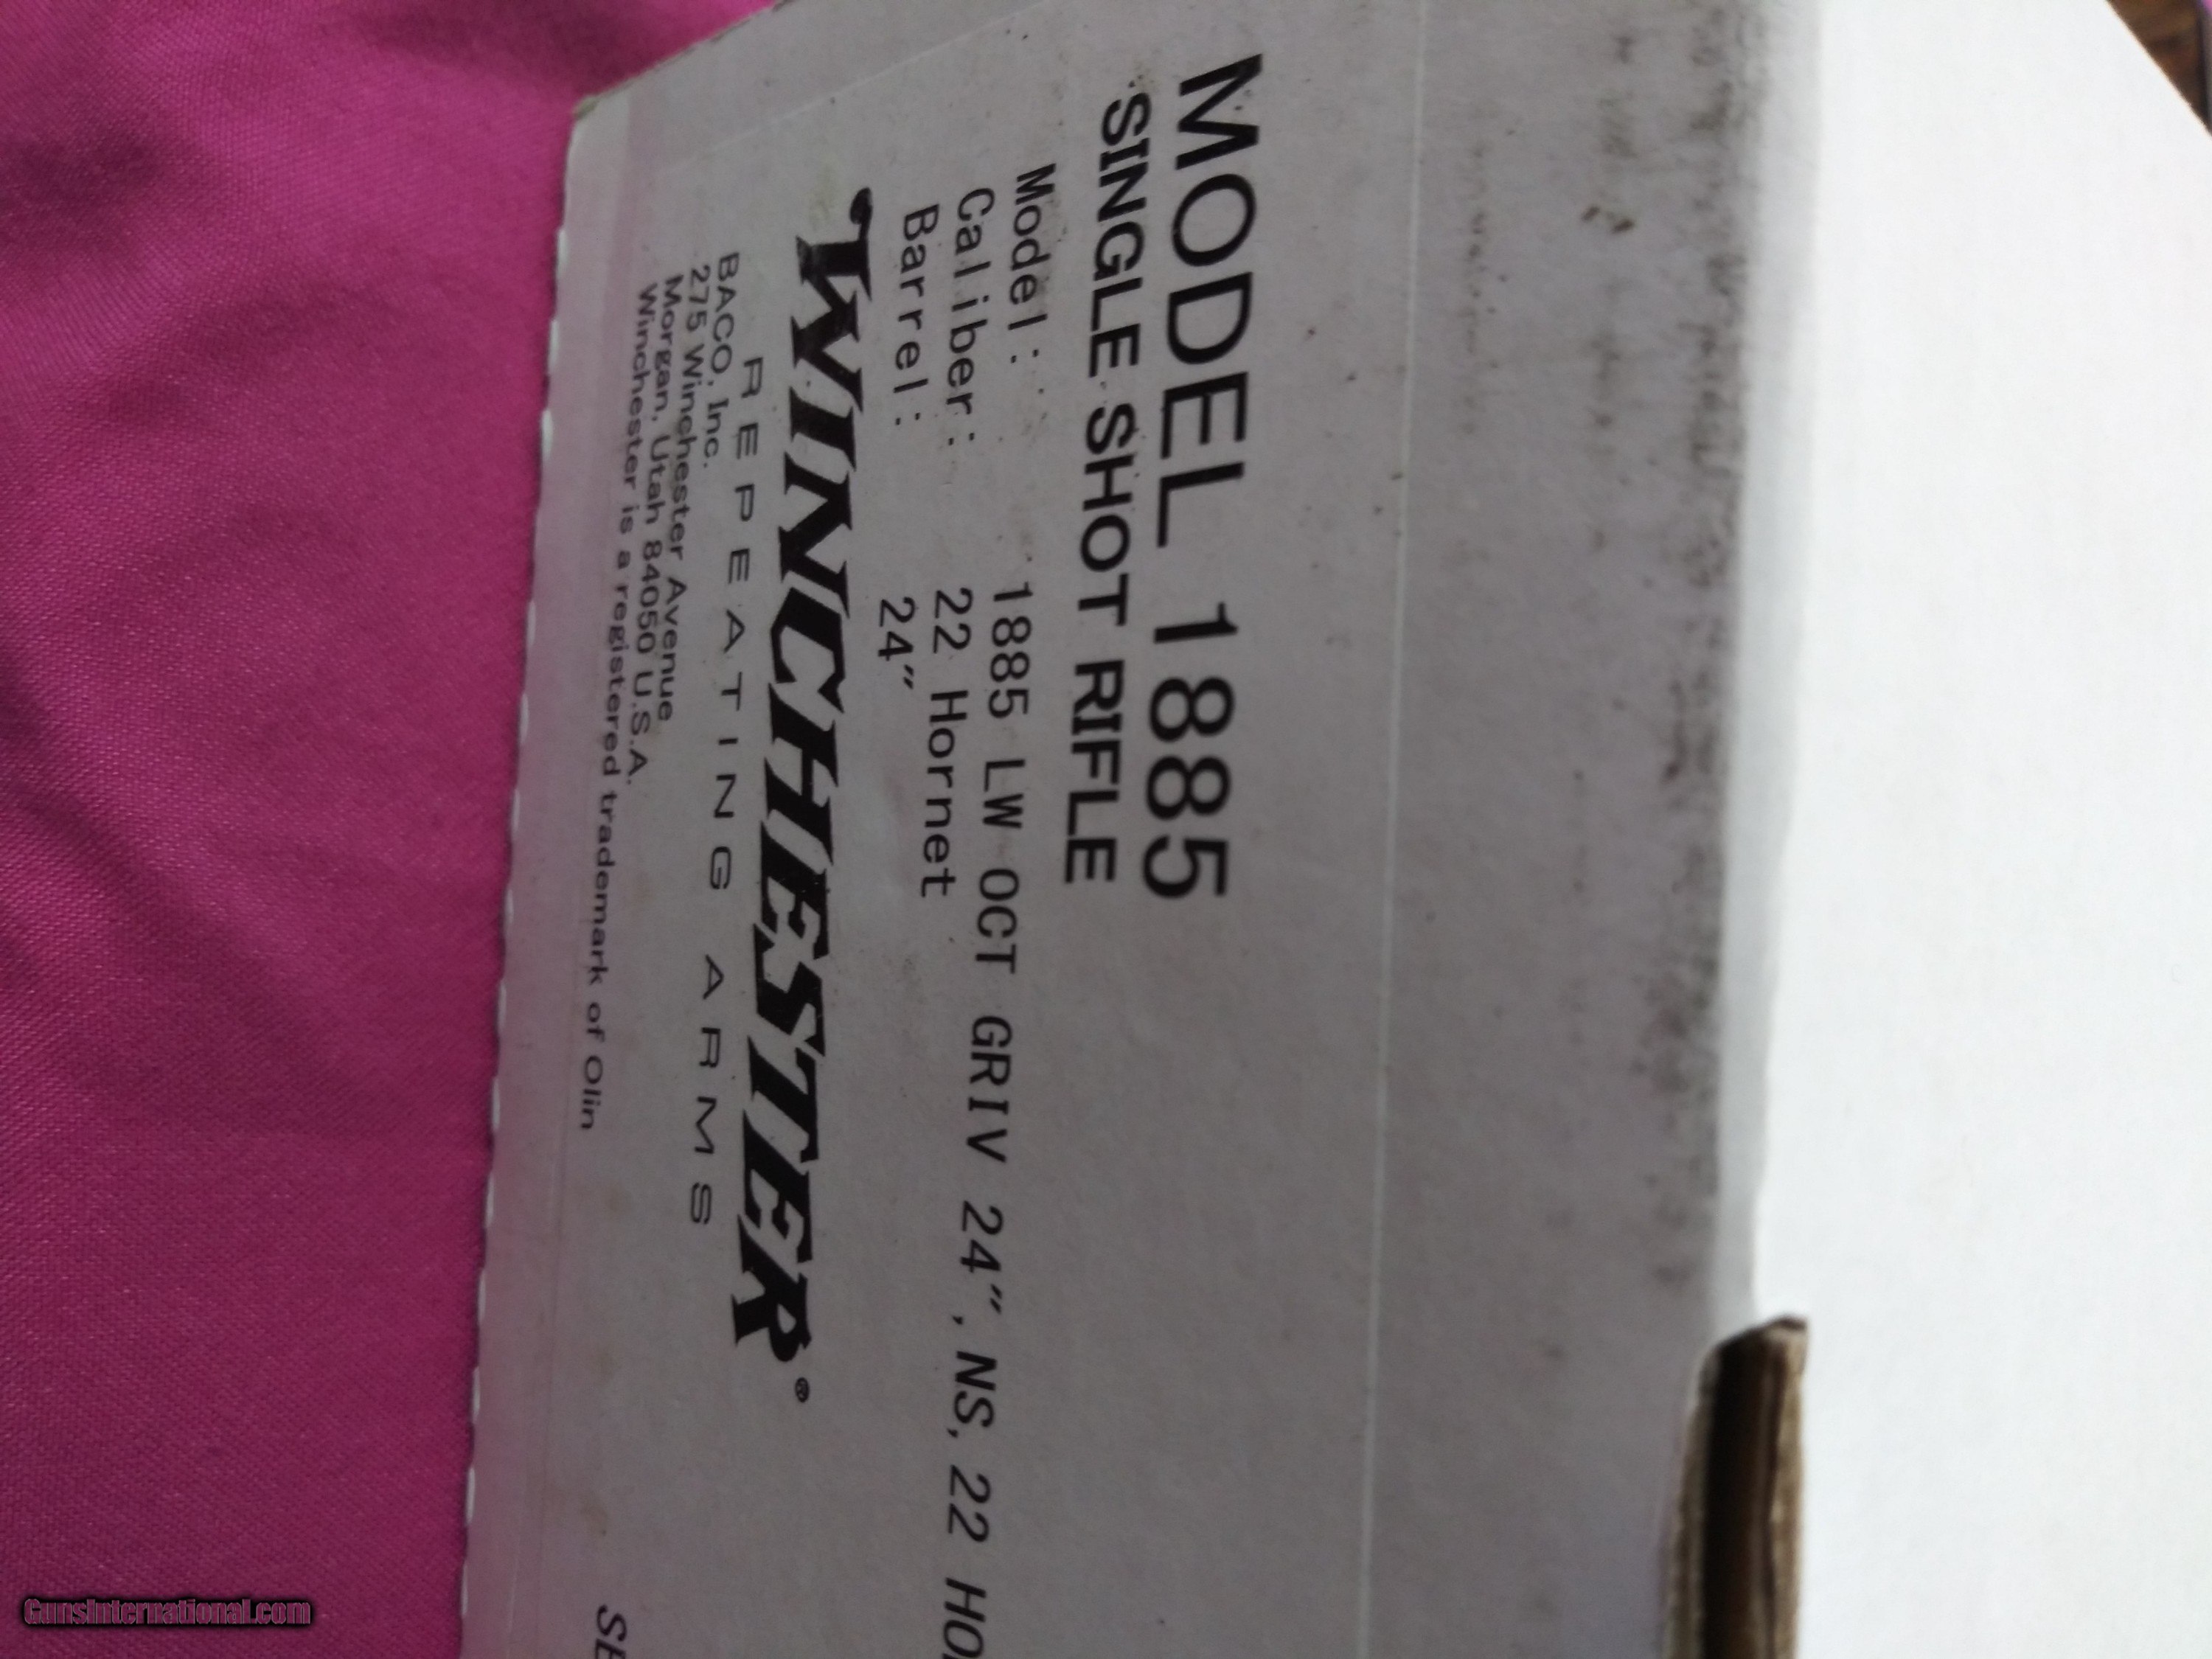 MODEL 1885
SINGLE SHOT RIFLE
Model: 1885 LW OCT GRIV 24", NS, 22 HO
Caliber: 22 Hornet
Barrel: 24"
WINCHESTER®
REPEATING ARMS
BACO, Inc.
275 Winchester Avenue
Morgan, Utah 84050 U.S.A.
Winchester is a registered trademark of Olin
SE
GunsInternational.com